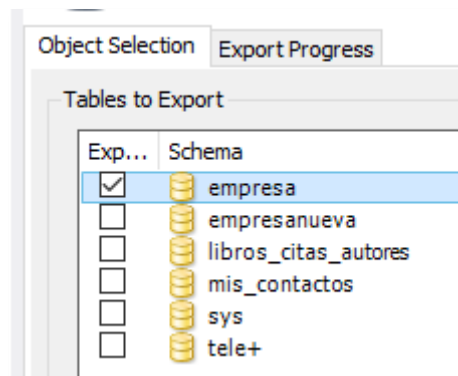 Object Selection Export Progress
Tables to Export
Exp... Schema
empresa
empresanueva
libros_citas_autores
mis_contactos
sys
tele+